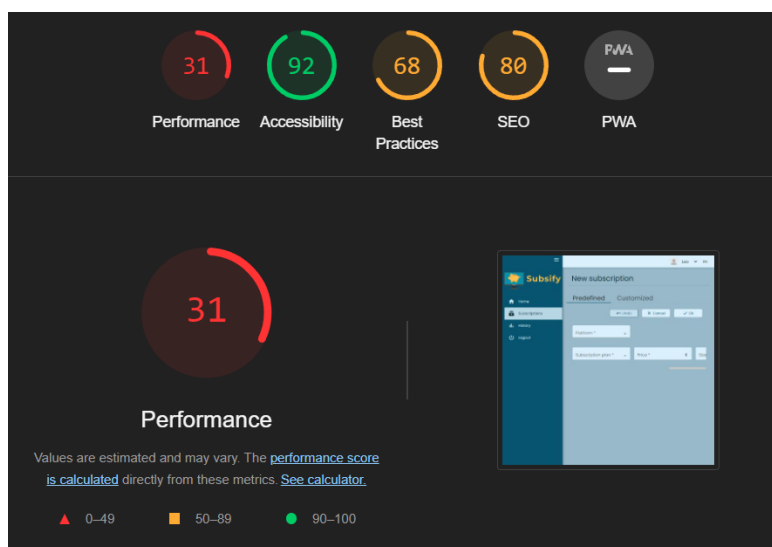 31
92
68
80
PWA
Performance
Accessibility
Best
Practices
SEO
PWA
31
Performance
Values are estimated and may vary. The performance score
is calculated directly from these metrics. See calculator.
0–49
50–89
90–100
Subsify
New subscription
Predefined Customized
Home
Subscriptions
History
Logout
Cancel
Platform *
Subscription plan *
Price *